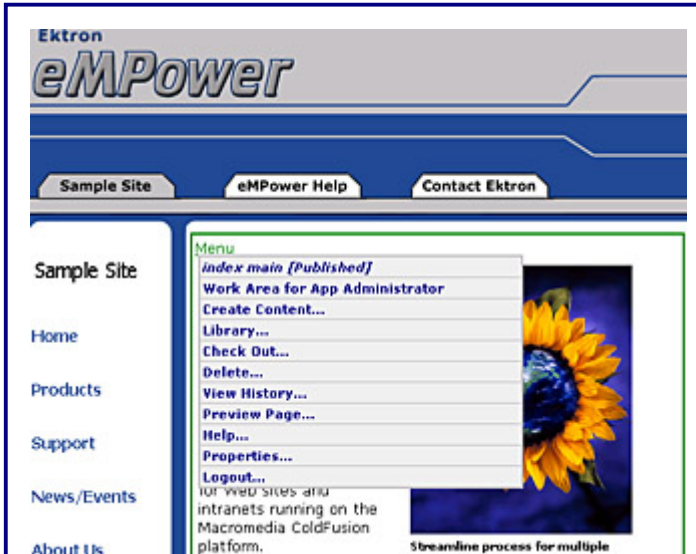 Ektron
eMPower
Sample Site
eMPower Help
Contact Ektron
Sample Site
Home
Products
Support
News/Events
About Us
Menu
index main [Published]
Work Area for App Administrator
Create Content...
Library...
Check Out...
Delete...
View History...
Preview Page...
Help...
Properties...
Logout...
for Web sites and
intranets running on the
Macromedia ColdFusion
platform.
Streamline process for multiple